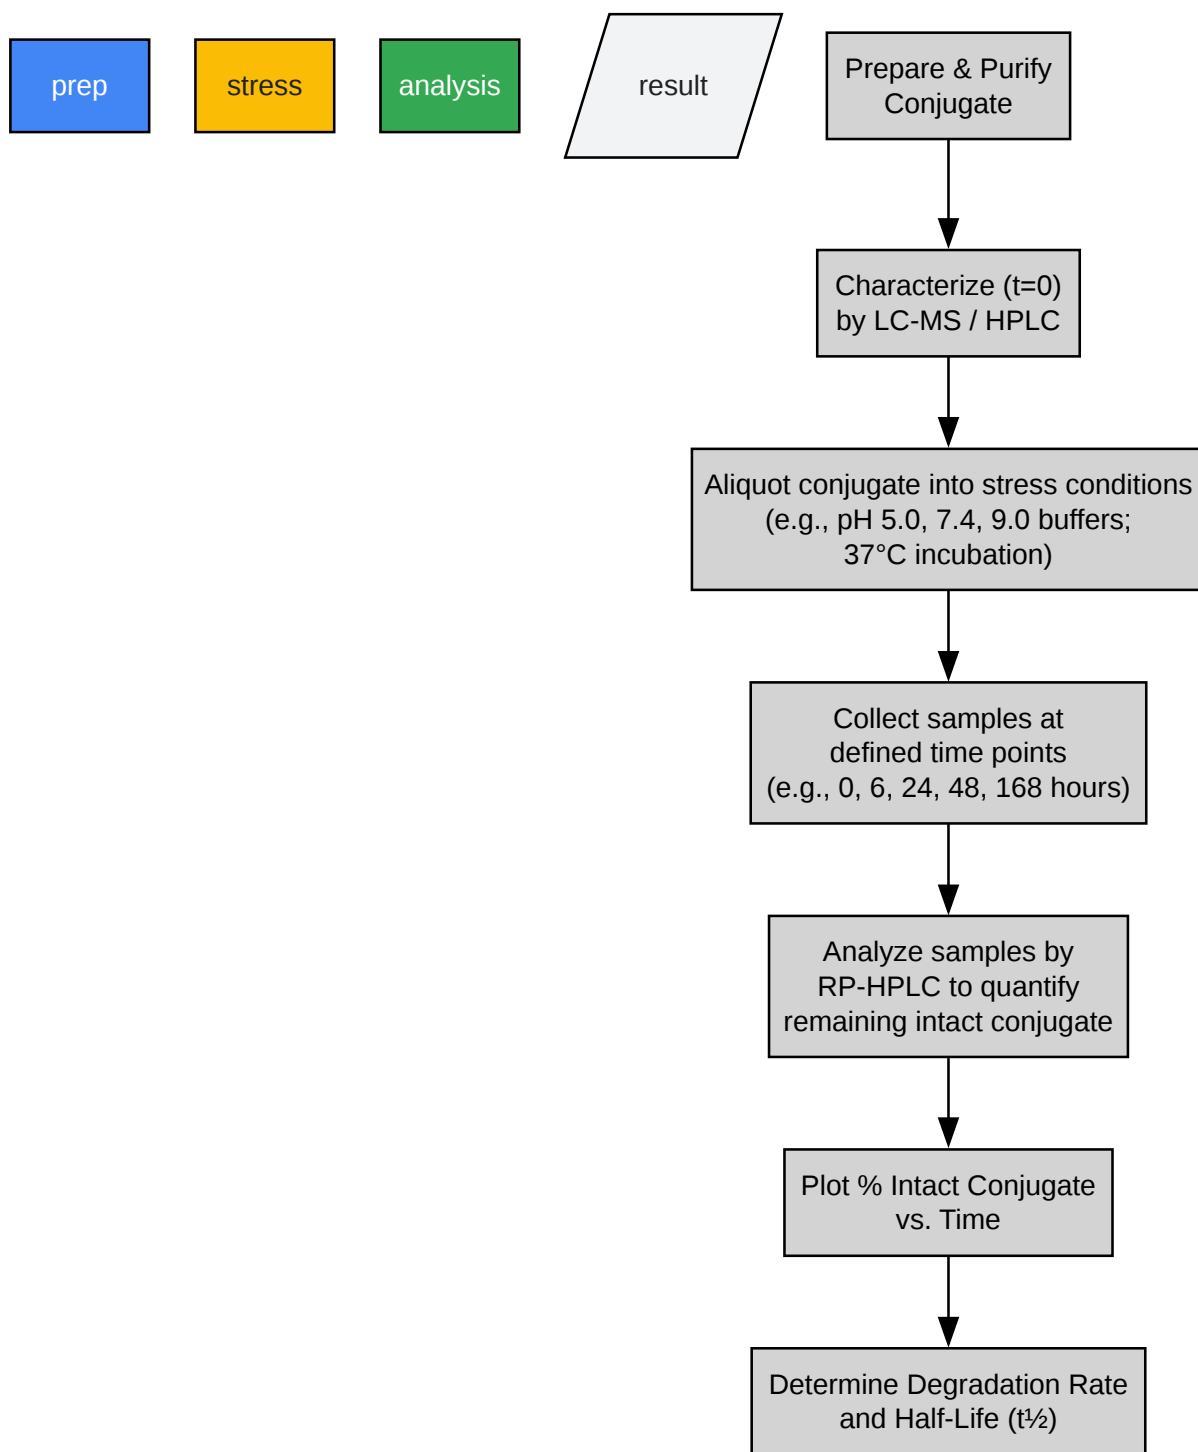 prep
stress
analysis
result
Prepare & Purify
Conjugate
Characterize (t=0)
by LC-MS / HPLC
Aliquot conjugate into stress conditions
(e.g., pH 5.0, 7.4, 9.0 buffers;
37°C incubation)
Collect samples at
defined time points
(e.g., 0, 6, 24, 48, 168 hours)
Analyze samples by
RP-HPLC to quantify
remaining intact conjugate
Plot % Intact Conjugate
vs. Time
Determine Degradation Rate
and Half-Life (t½)